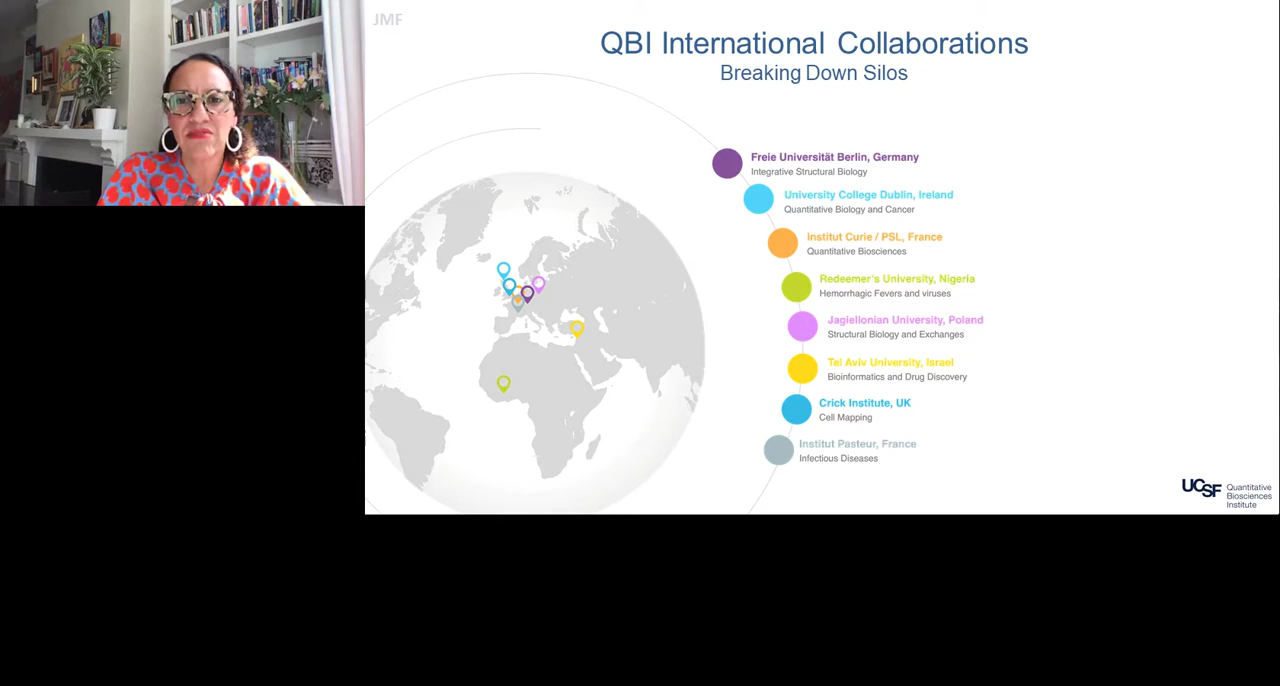 JMF
QBI International Collaborations
Breaking Down Silos
Freie Universität Berlin, Germany
Integrative Structural Biology
University College Dublin, Ireland
Quantitative Biology and Cancer
Institut Curie / PSL, France
Quantitative Biosciences
Redeemer's University, Nigeria
Hemorrhagic Fevers and viruses
Jagiellonian University, Poland
Structural Biology and Exchanges
Tel Aviv University, Israel
Bioinformatics and Drug Discovery
Crick Institute, UK
Cell Mapping
Institut Pasteur, France
Infectious Diseases
UCSF
Quantitative
Biosciences
Institute